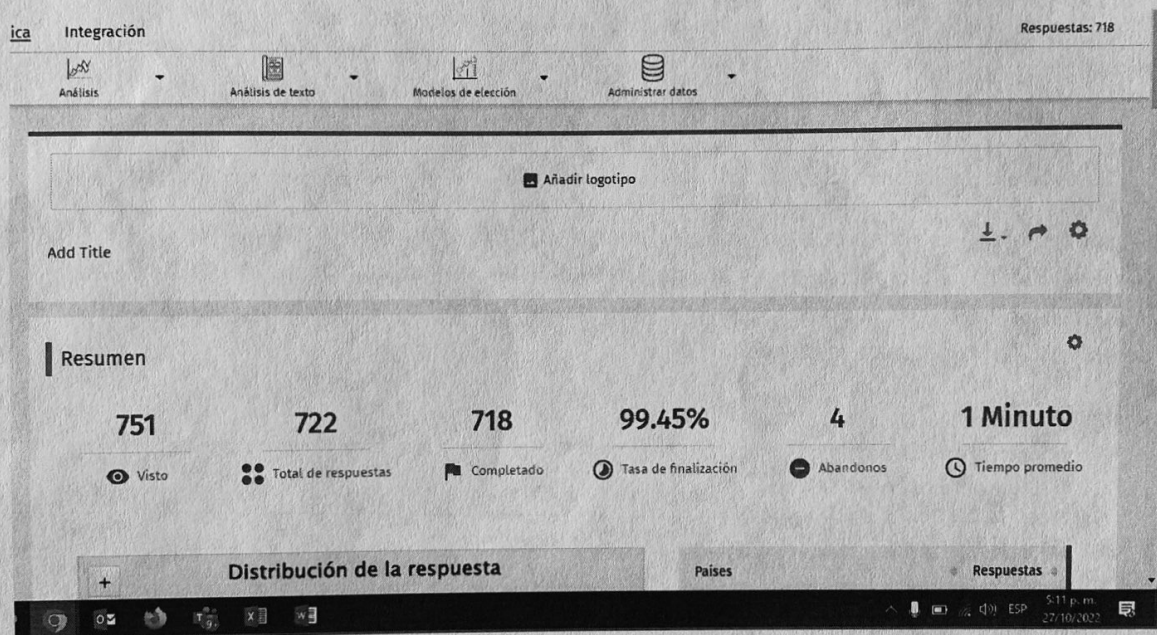 ica Integración Respuestas: 718
Análisis Análisis de texto Modelos de elección Administrar datos
Añadir logotipo
Add Title
Resumen
751 722 718 99.45% 4 1 Minuto
Visto Total de respuestas Completado Tasa de finalización Abandonos Tiempo promedio
+ Distribución de la respuesta Paises Respuestas
ESP 5:11 p. m.
27/10/2022